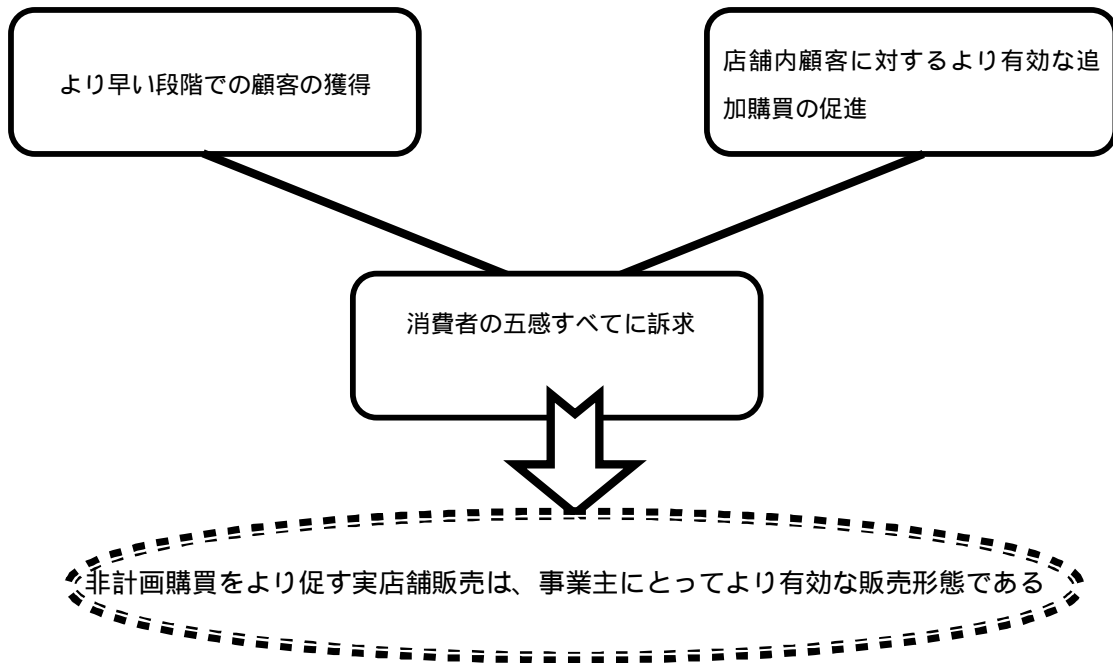 より早い段階での顧客の獲得
店舗内顧客に対するより有効な追
加購買の促進
消費者の五感すべてに訴求
非計画購買をより促す実店舗販売は、事業主にとってより有効な販売形態である